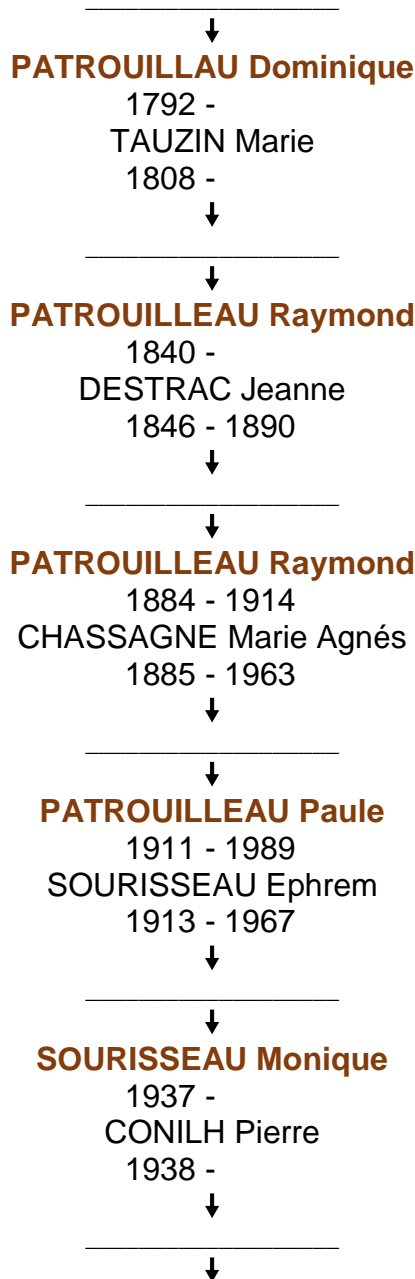 PATROUILLAU Dominique
1792 -
TAUZIN Marie
1808 -
PATROUILLEAU Raymond
1840 -
DESTRAC Jeanne
1846 - 1890
PATROUILLEAU Raymond
1884 - 1914
CHASSAGNE Marie Agnés
1885 - 1963
PATROUILLEAU Paule
1911 - 1989
SOURISSEAU Ephrem
1913 - 1967
SOURISSEAU Monique
1937 -
CONILH Pierre
1938 -